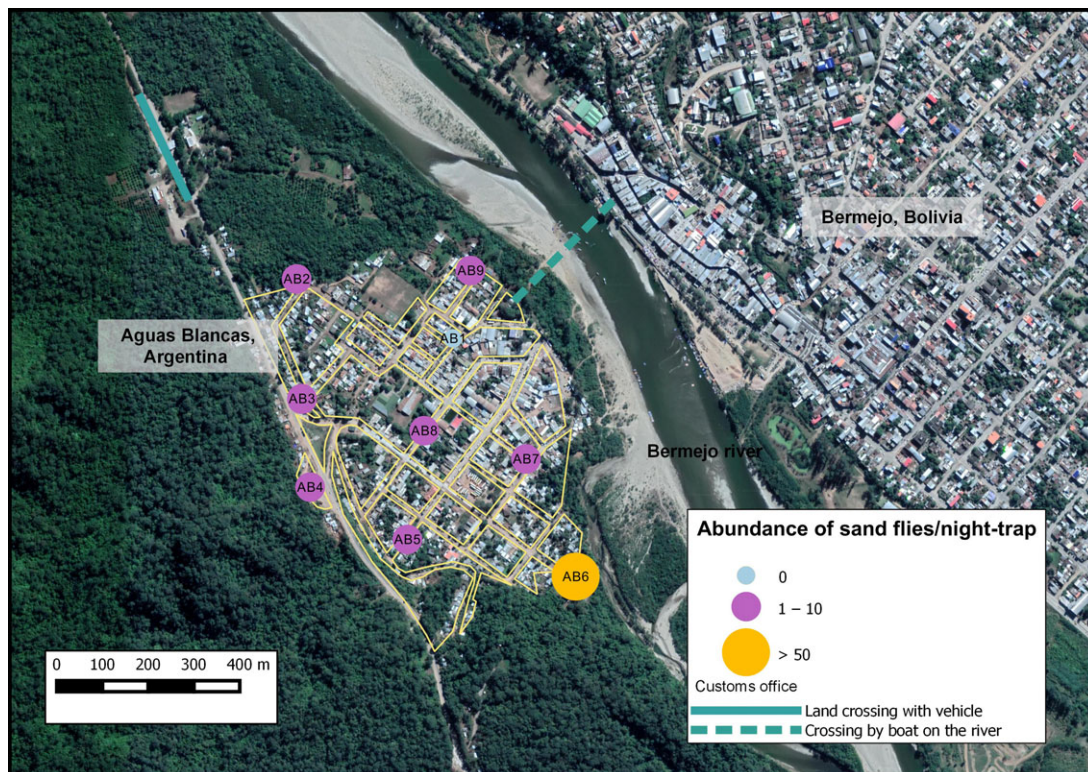 Bermejo, Bolivia
AB2
AB9
Aguas Blancas,
Argentina
AB1
AB3
AB8
AB7
Bermejo river
AB4
AB5
AB6
Abundance of sand flies/night-trap
0
1 – 10
> 50
Customs office
Land crossing with vehicle
Crossing by boat on the river
0 100 200 300 400 m